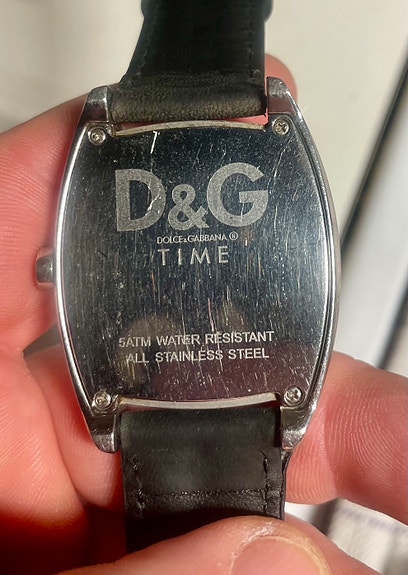 D&G
DOLCE&GABBANA ®
TIME
5ATM WATER RESISTANT
ALL STAINLESS STEEL